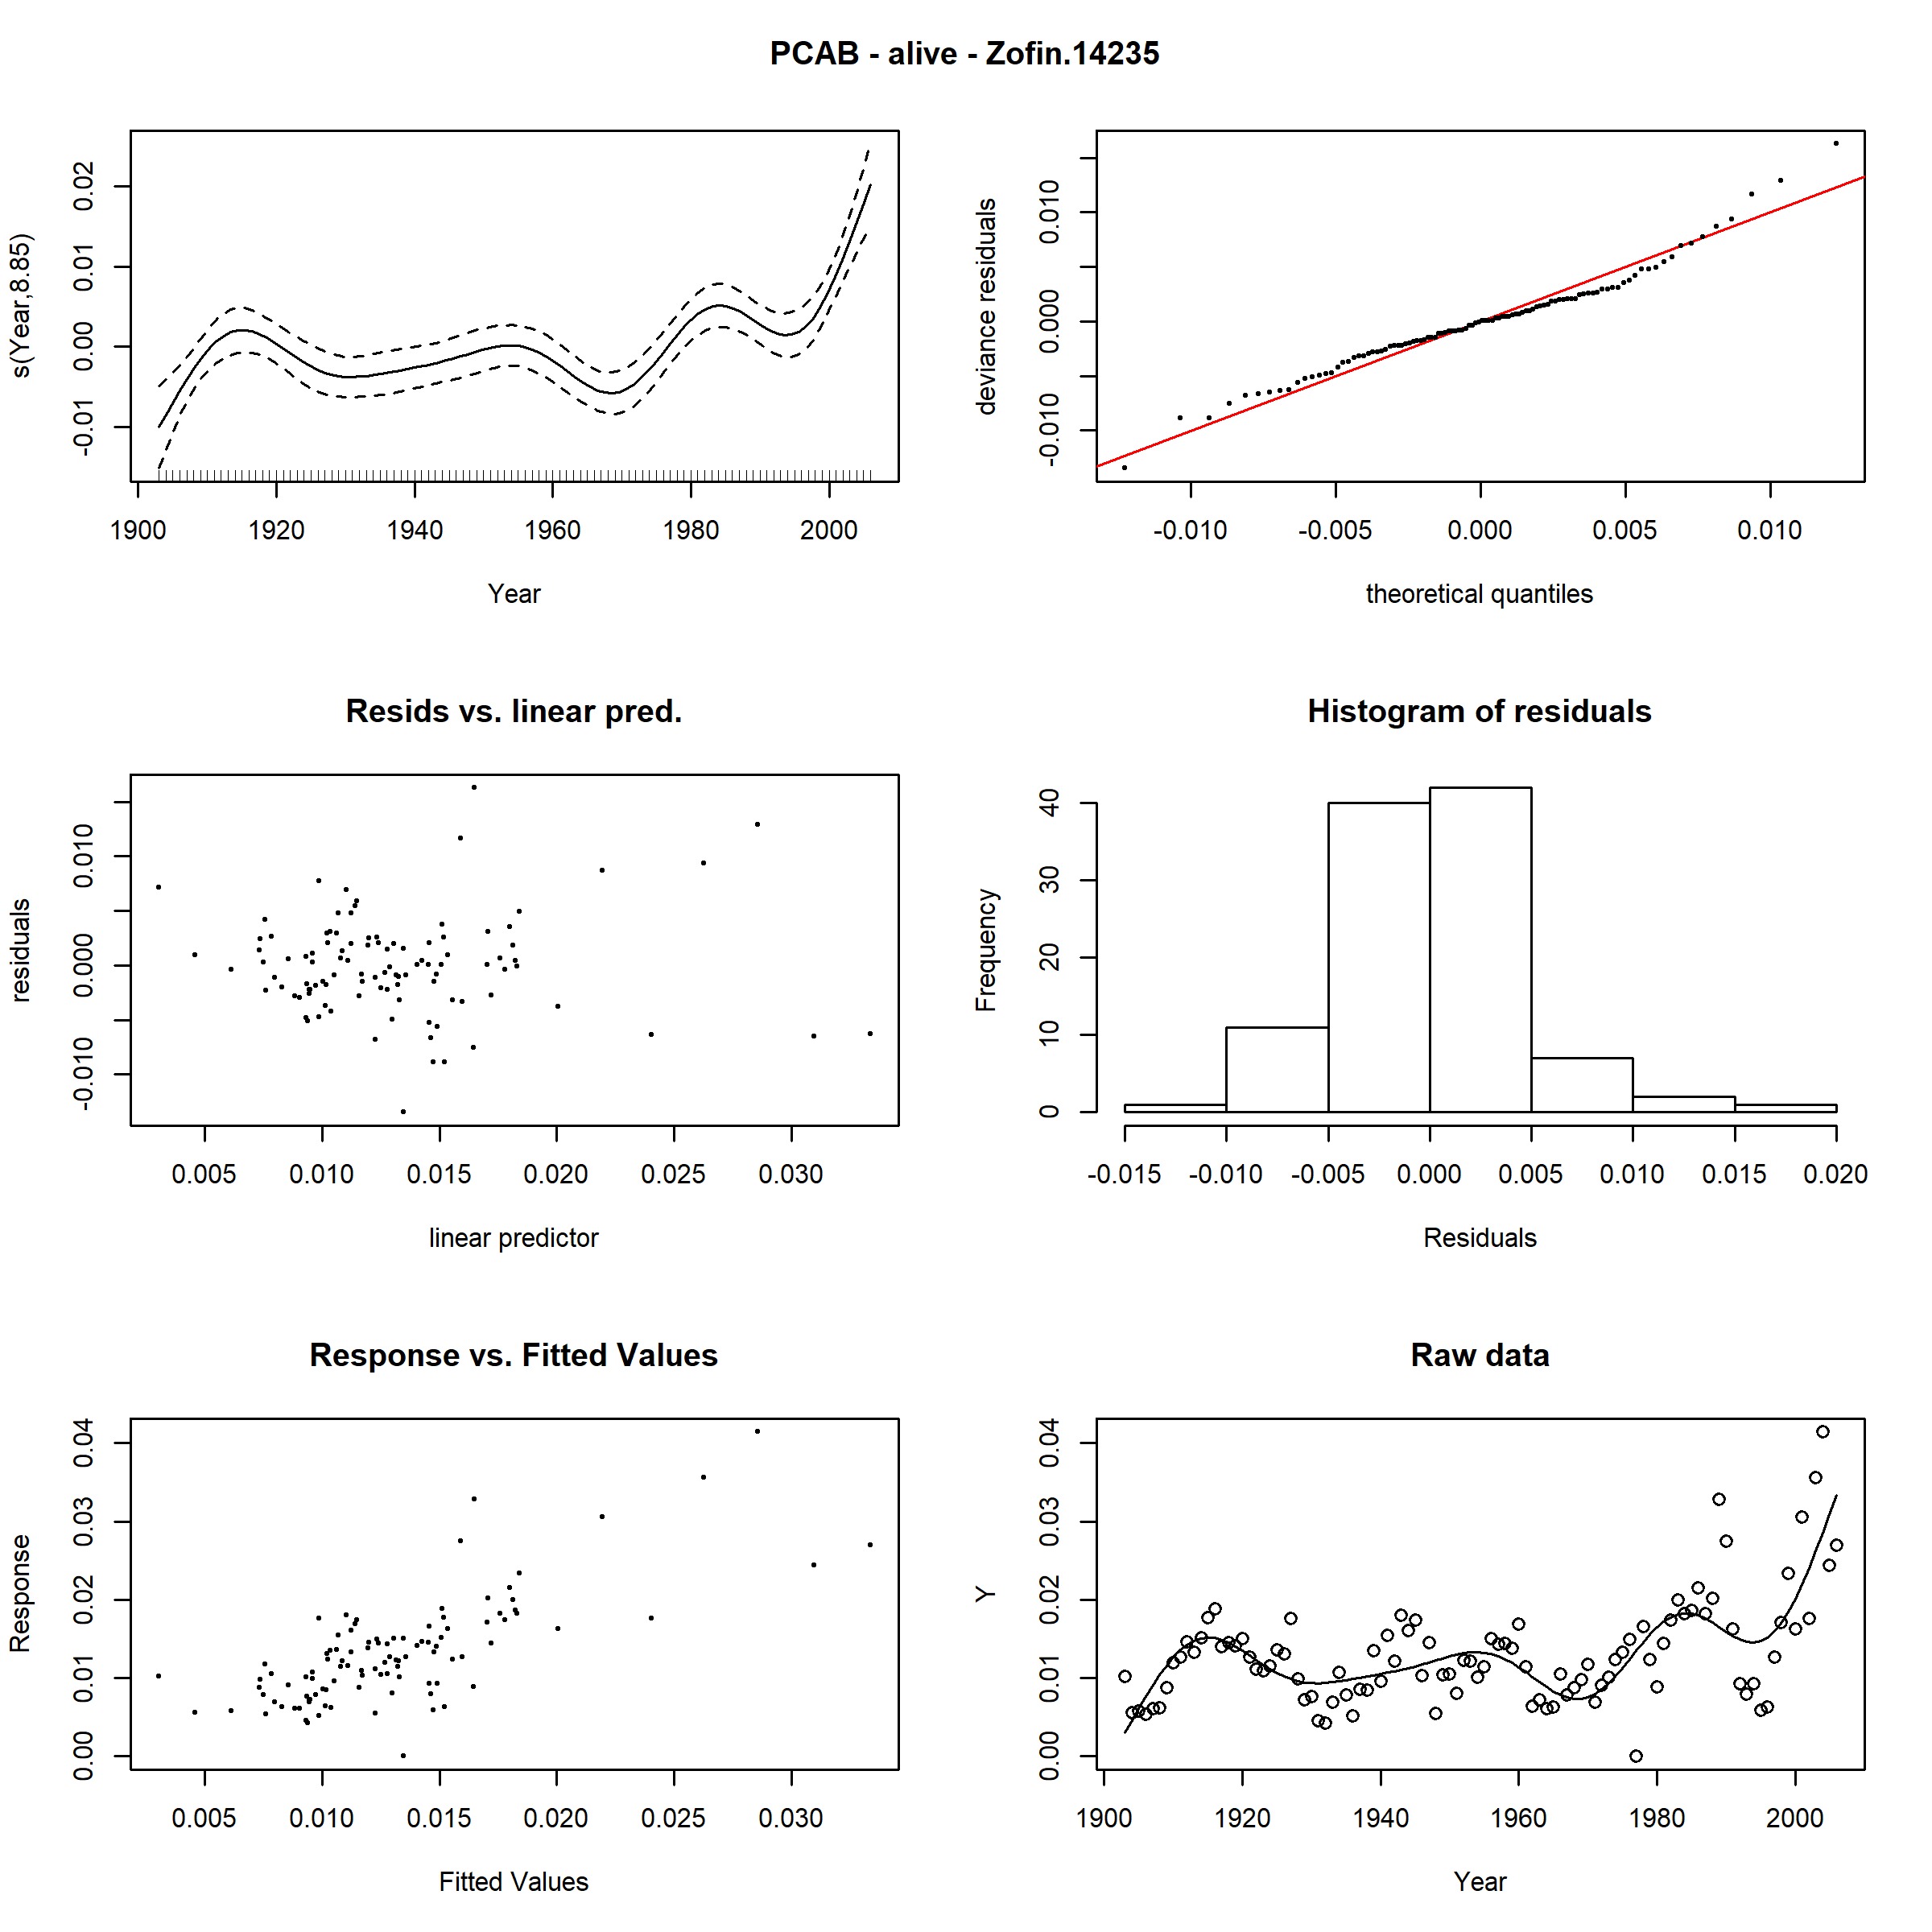 PCAB - alive - Zofin.14235
s(Year,8.85)
-0.01 0.00 0.01 0.02
1900 1920 1940 1960 1980 2000
Year
deviance residuals
-0.010 0.000 0.010
-0.010 -0.005 0.000 0.005 0.010
theoretical quantiles
Resids vs. linear pred.
residuals
-0.010 0.000 0.010
0.005 0.010 0.015 0.020 0.025 0.030
linear predictor
Histogram of residuals
Frequency
0 10 20 30 40
-0.015 -0.010 -0.005 0.000 0.005 0.010 0.015 0.020
Residuals
Response vs. Fitted Values
Response
0.00 0.01 0.02 0.03 0.04
0.005 0.010 0.015 0.020 0.025 0.030
Fitted Values
Raw data
Y
0.00 0.01 0.02 0.03 0.04
1900 1920 1940 1960 1980 2000
Year